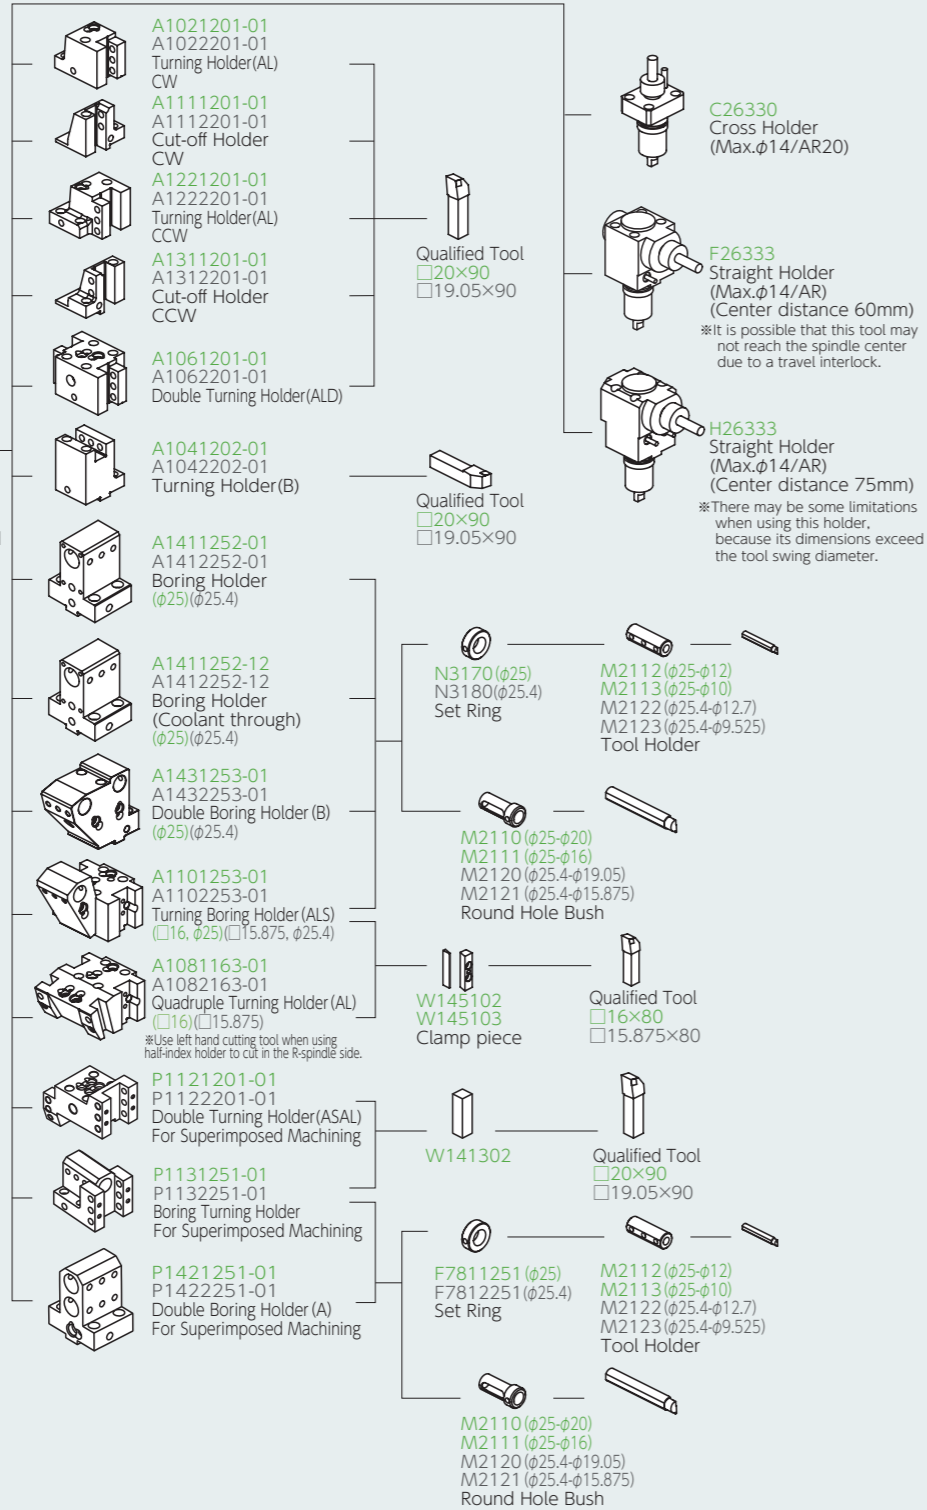 A1021201-01
A1022201-01
Turning Holder(AL)
CW
A1111201-01
A1112201-01
Cut-off Holder
CW
A1221201-01
A1222201-01
Turning Holder(AL)
CCW
A1311201-01
A1312201-01
Cut-off Holder
CCW
A1061201-01
A1062201-01
Double Turning Holder(ALD)
Qualified Tool
□20×90
□19.05×90
C26330
Cross Holder
(Max.φ14/AR20)
F26333
Straight Holder
(Max.φ14/AR)
(Center distance 60mm)
※It is possible that this tool may
not reach the spindle center
due to a travel interlock.
H26333
Straight Holder
(Max.φ14/AR)
(Center distance 75mm)
※There may be some limitations
when using this holder,
because its dimensions exceed
the tool swing diameter.
A1041202-01
A1042202-01
Turning Holder(B)
Qualified Tool
□20×90
□19.05×90
A1411252-01
A1412252-01
Boring Holder
(φ25)(φ25.4)
A1411252-12
A1412252-12
Boring Holder
(Coolant through)
(φ25)(φ25.4)
A1431253-01
A1432253-01
Double Boring Holder (B)
(φ25)(φ25.4)
A1101253-01
A1102253-01
Turning Boring Holder (ALS)
(□16, φ25)(□15.875, φ25.4)
N3170(φ25)
N3180(φ25.4)
Set Ring
M2112 (φ25-φ12)
M2113 (φ25-φ10)
M2122 (φ25.4-φ12.7)
M2123 (φ25.4-φ9.525)
Tool Holder
M2110 (φ25-φ20)
M2111 (φ25-φ16)
M2120 (φ25.4-φ19.05)
M2121 (φ25.4-φ15.875)
Round Hole Bush
A1081163-01
A1082163-01
Quadruple Turning Holder (AL)
(□16)(□15.875)
※Use left hand cutting tool when using
half-index holder to cut in the R-spindle side.
W145102
W145103
Clamp piece
Qualified Tool
□16×80
□15.875×80
P1121201-01
P1122201-01
Double Turning Holder(ASAL)
For Superimposed Machining
P1131251-01
P1132251-01
Boring Turning Holder
For Superimposed Machining
W141302
Qualified Tool
□20×90
□19.05×90
P1421251-01
P1422251-01
Double Boring Holder (A)
For Superimposed Machining
F7811251 (φ25)
F7812251 (φ25.4)
Set Ring
M2112 (φ25-φ12)
M2113 (φ25-φ10)
M2122 (φ25.4-φ12.7)
M2123 (φ25.4-φ9.525)
Tool Holder
M2110 (φ25-φ20)
M2111 (φ25-φ16)
M2120 (φ25.4-φ19.05)
M2121 (φ25.4-φ15.875)
Round Hole Bush